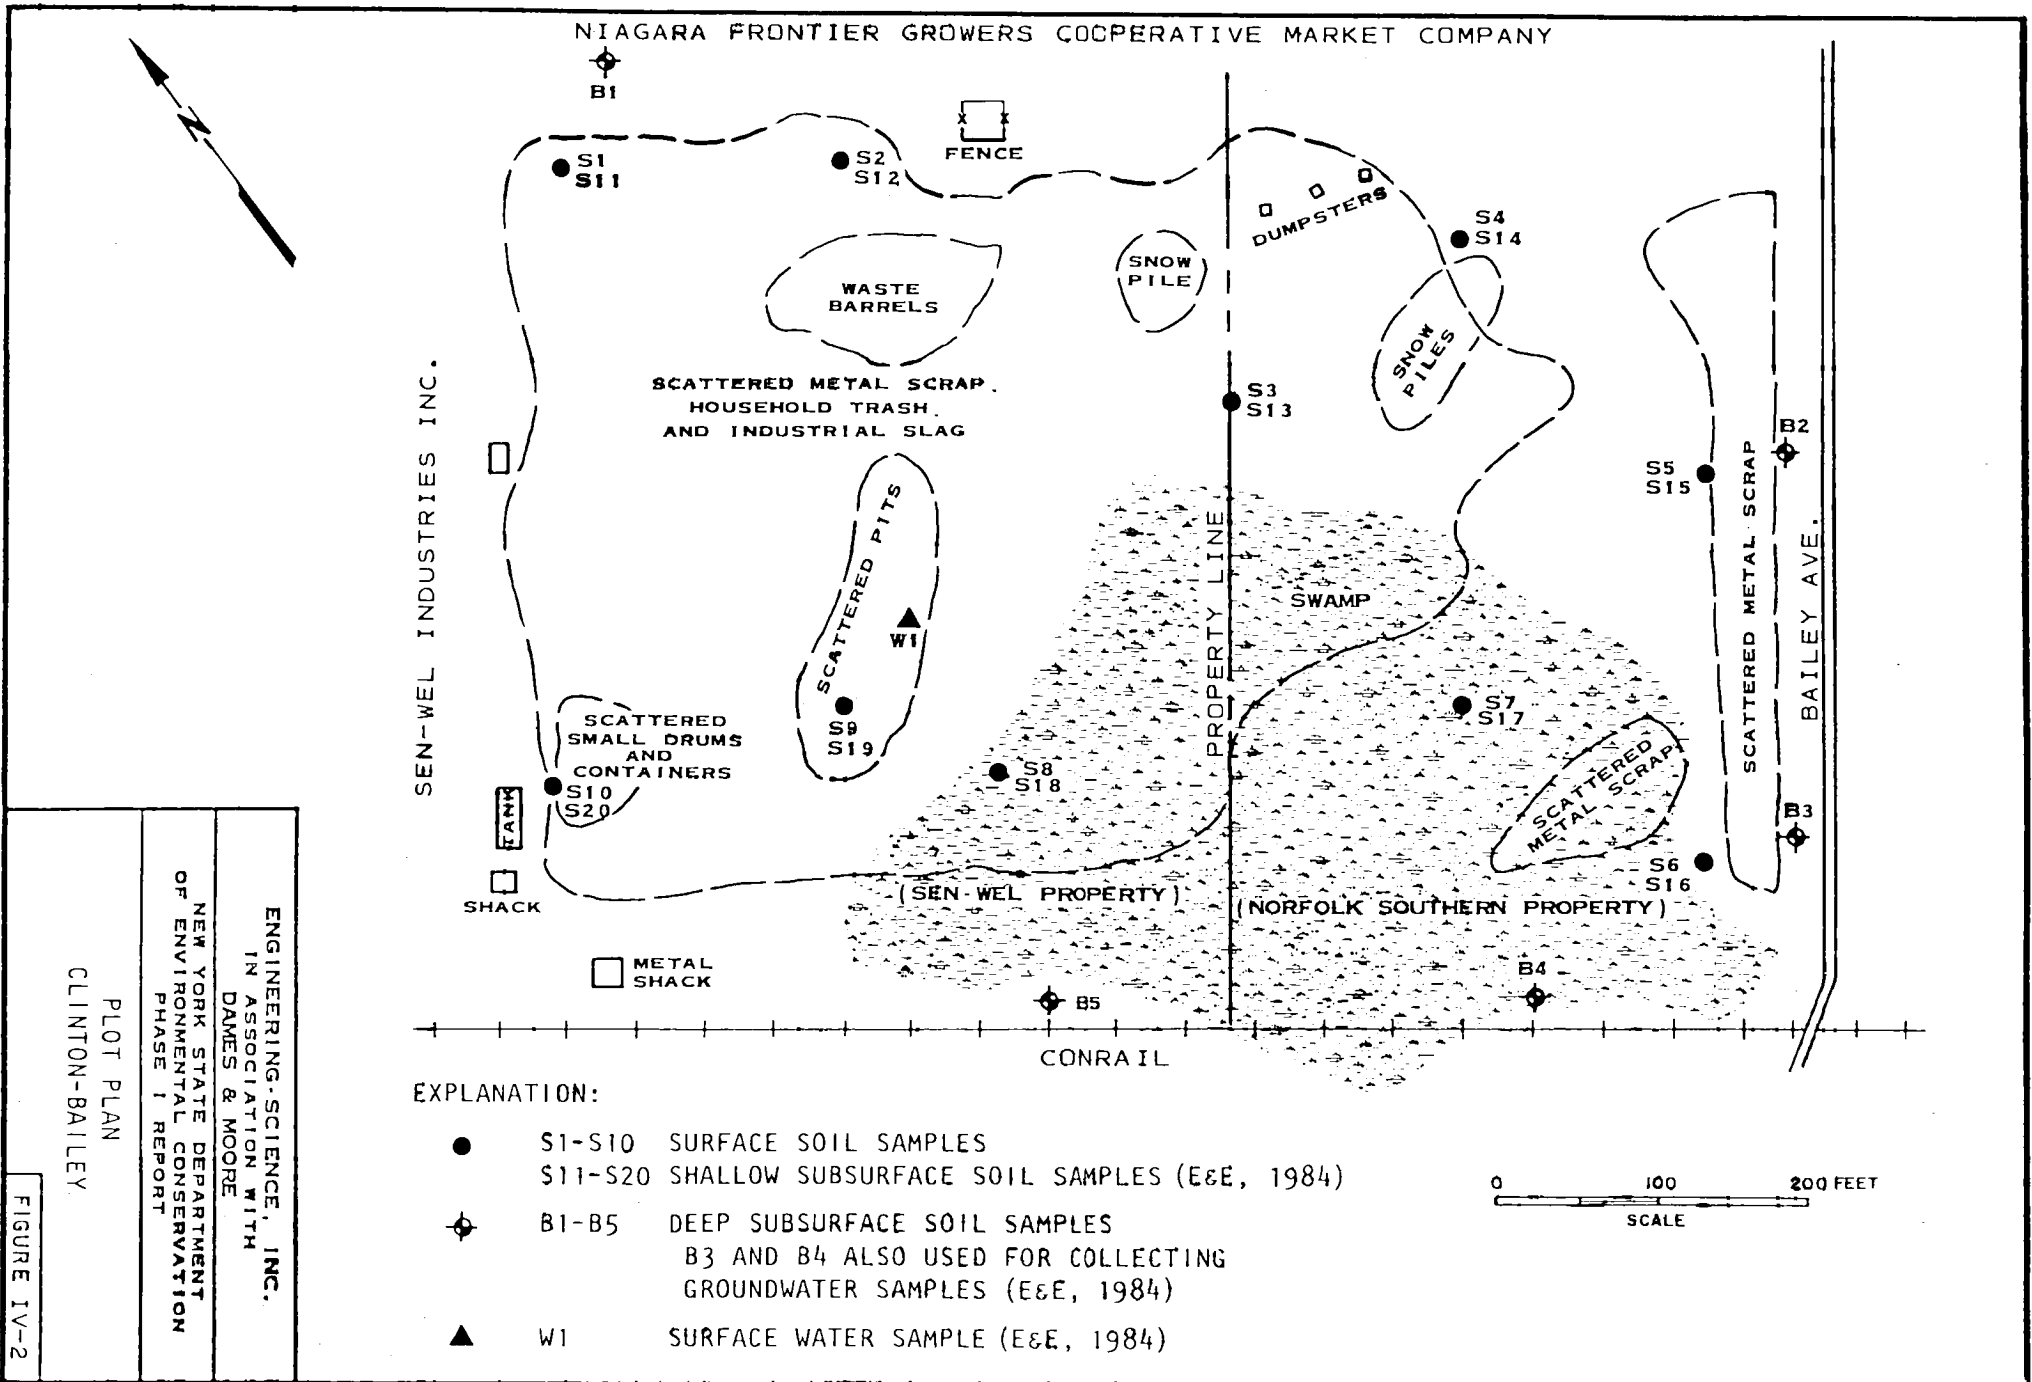 NIAGARA FRONTIER GROWERS COOPERATIVE MARKET COMPANY
N
B1
FENCE
S1
S11
S2
S12
DUMPSTERS
S4
S14
WASTE
BARRELS
SNOW
PILE
SNOW
PILES
SCATTERED METAL SCRAP,
HOUSEHOLD TRASH,
AND INDUSTRIAL SLAG
S3
S13
SEN-WEL INDUSTRIES INC.
SCATTERED PITS
W1
S9
S19
PROPERTY LINE
SWAMP
S5
S15
B2
SCATTERED METAL SCRAP
BAILEY AVE.
S7
S17
SCATTERED
METAL SCRAP
SCATTERED
SMALL DRUMS
AND
CONTAINERS
S10
S20
TANK
S8
S18
B3
S6
S16
SHACK
(SEN-WEL PROPERTY)
(NORFOLK SOUTHERN PROPERTY)
METAL
SHACK
B5
B4
CONRAIL
EXPLANATION:
S1-S10 SURFACE SOIL SAMPLES
S11-S20 SHALLOW SUBSURFACE SOIL SAMPLES (E&E, 1984)
B1-B5 DEEP SUBSURFACE SOIL SAMPLES
B3 AND B4 ALSO USED FOR COLLECTING
GROUNDWATER SAMPLES (E&E, 1984)
W1 SURFACE WATER SAMPLE (E&E, 1984)
0 100 200 FEET
SCALE
ENGINEERING-SCIENCE, INC.
IN ASSOCIATION WITH
DAMES & MOORE
NEW YORK STATE DEPARTMENT
OF ENVIRONMENTAL CONSERVATION
PHASE I REPORT
PLOT PLAN
CLINTON-BAILEY
FIGURE IV-2